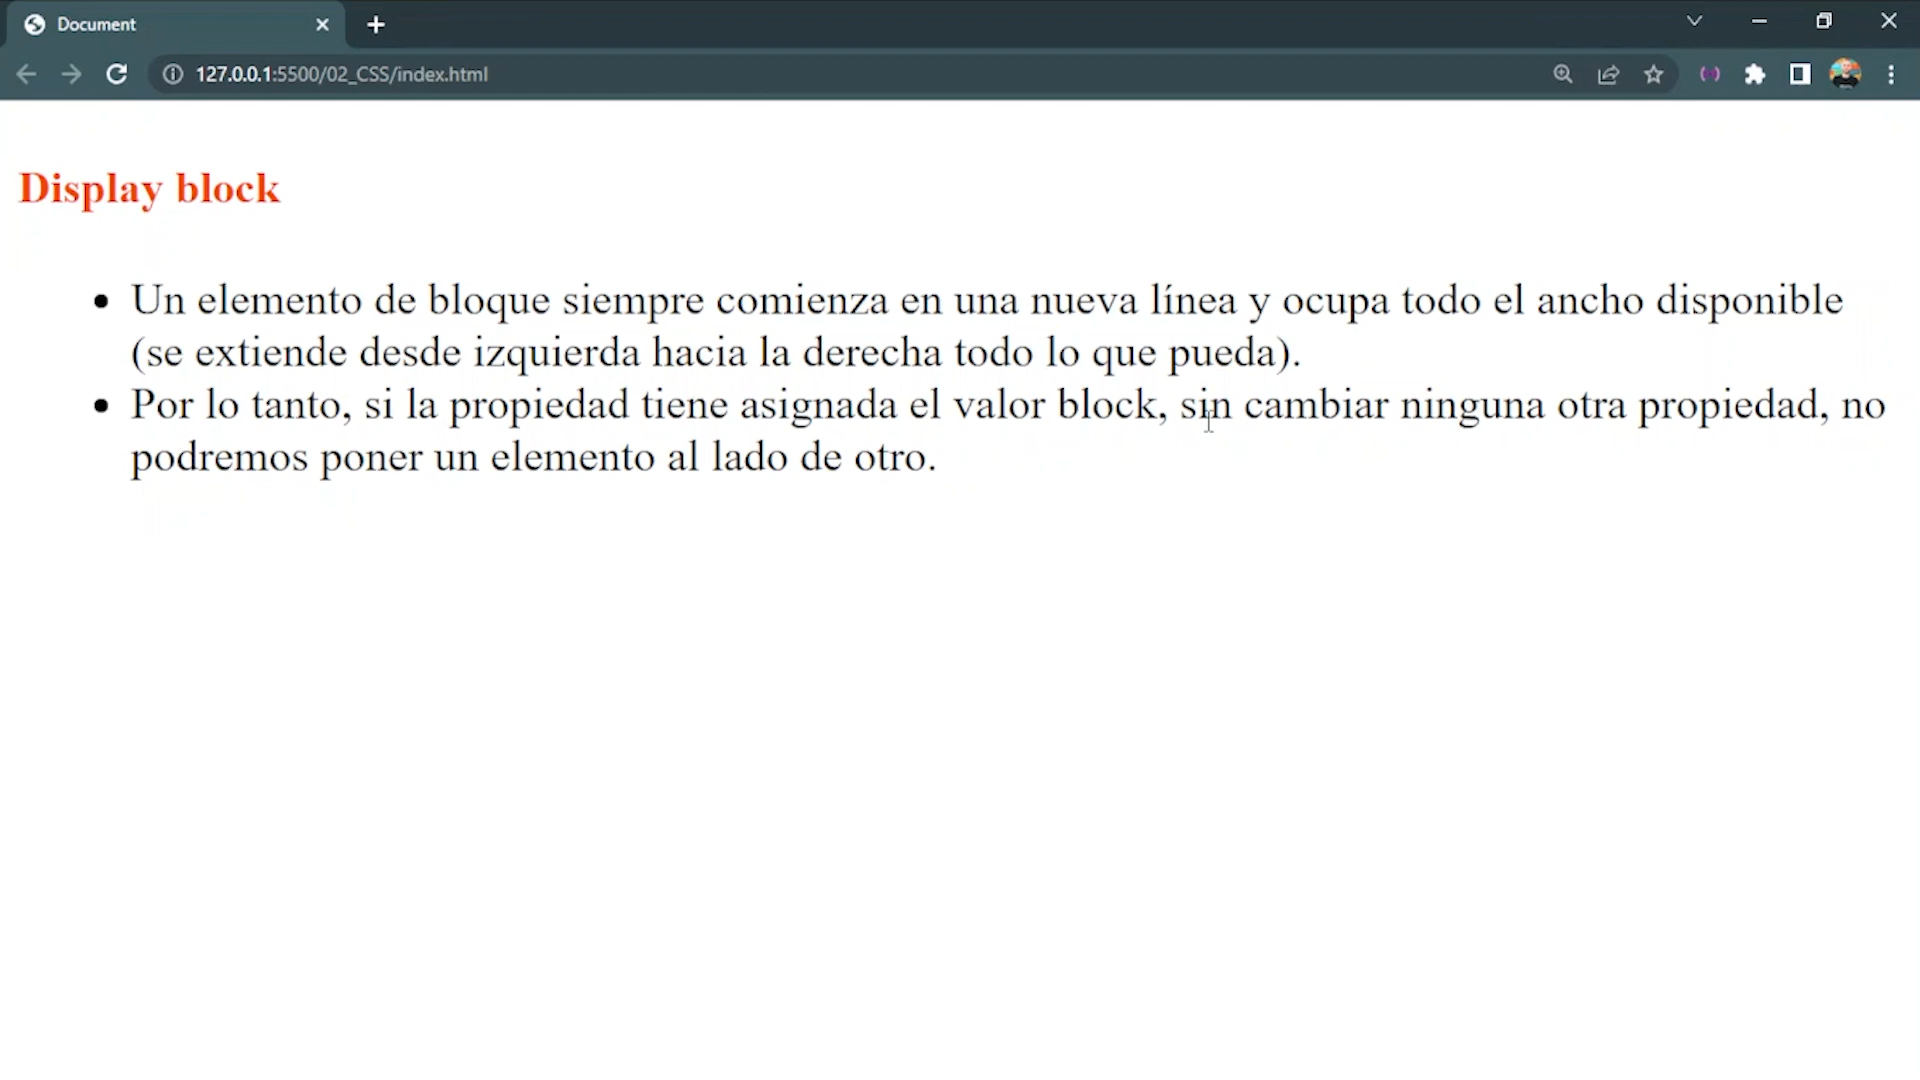 Document
127.0.0.1:5500/02_CSS/index.html
Display block
Un elemento de bloque siempre comienza en una nueva línea y ocupa todo el ancho disponible
(se extiende desde izquierda hacia la derecha todo lo que pueda).
Por lo tanto, si la propiedad tiene asignada el valor block, sin cambiar ninguna otra propiedad, no
podremos poner un elemento al lado de otro.